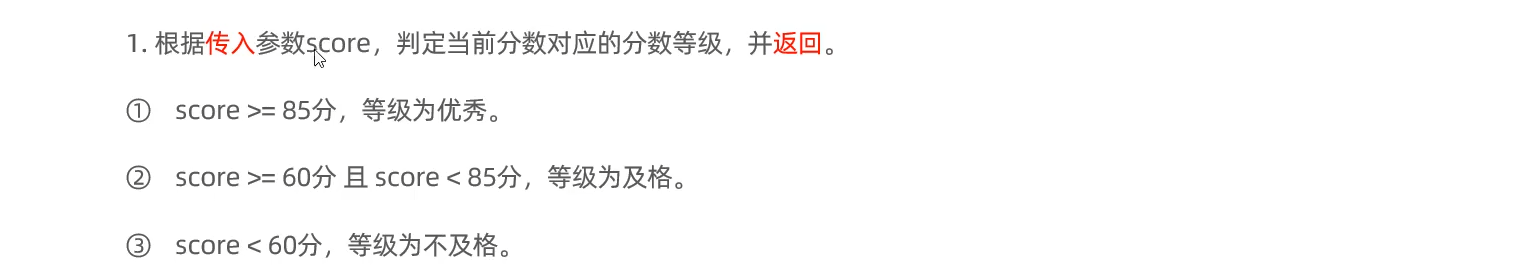 1. 根据传入参数score，判定当前分数对应的分数等级，并返回。
① score >= 85分，等级为优秀。
② score >= 60分 且 score < 85分，等级为及格。
③ score < 60分，等级为不及格。